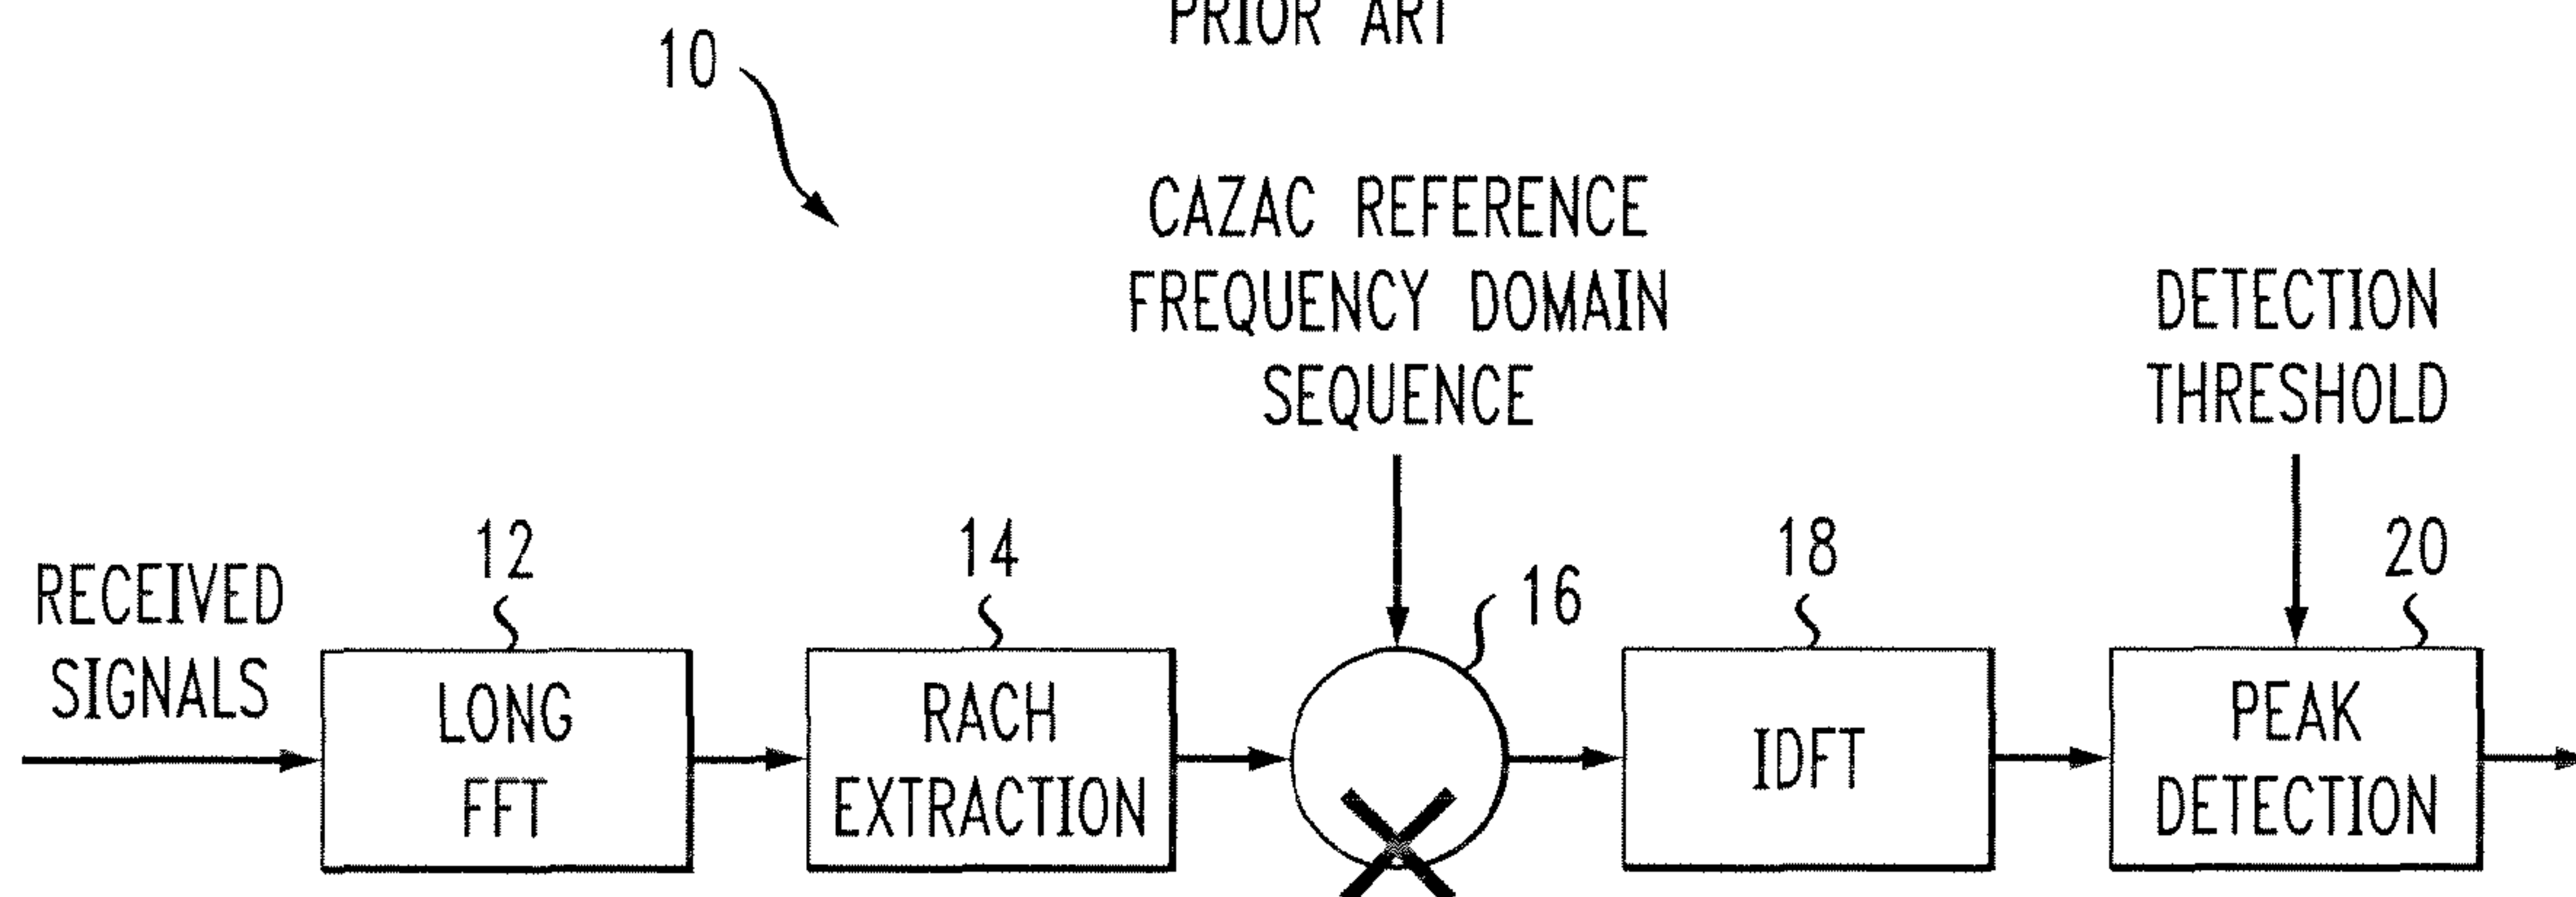 PRIOR ART
10
CAZAC REFERENCE
FREQUENCY DOMAIN
SEQUENCE
DETECTION
THRESHOLD
RECEIVED
SIGNALS
12
14
16
18
20
LONG
FFT
RACH
EXTRACTION
IDFT
PEAK
DETECTION